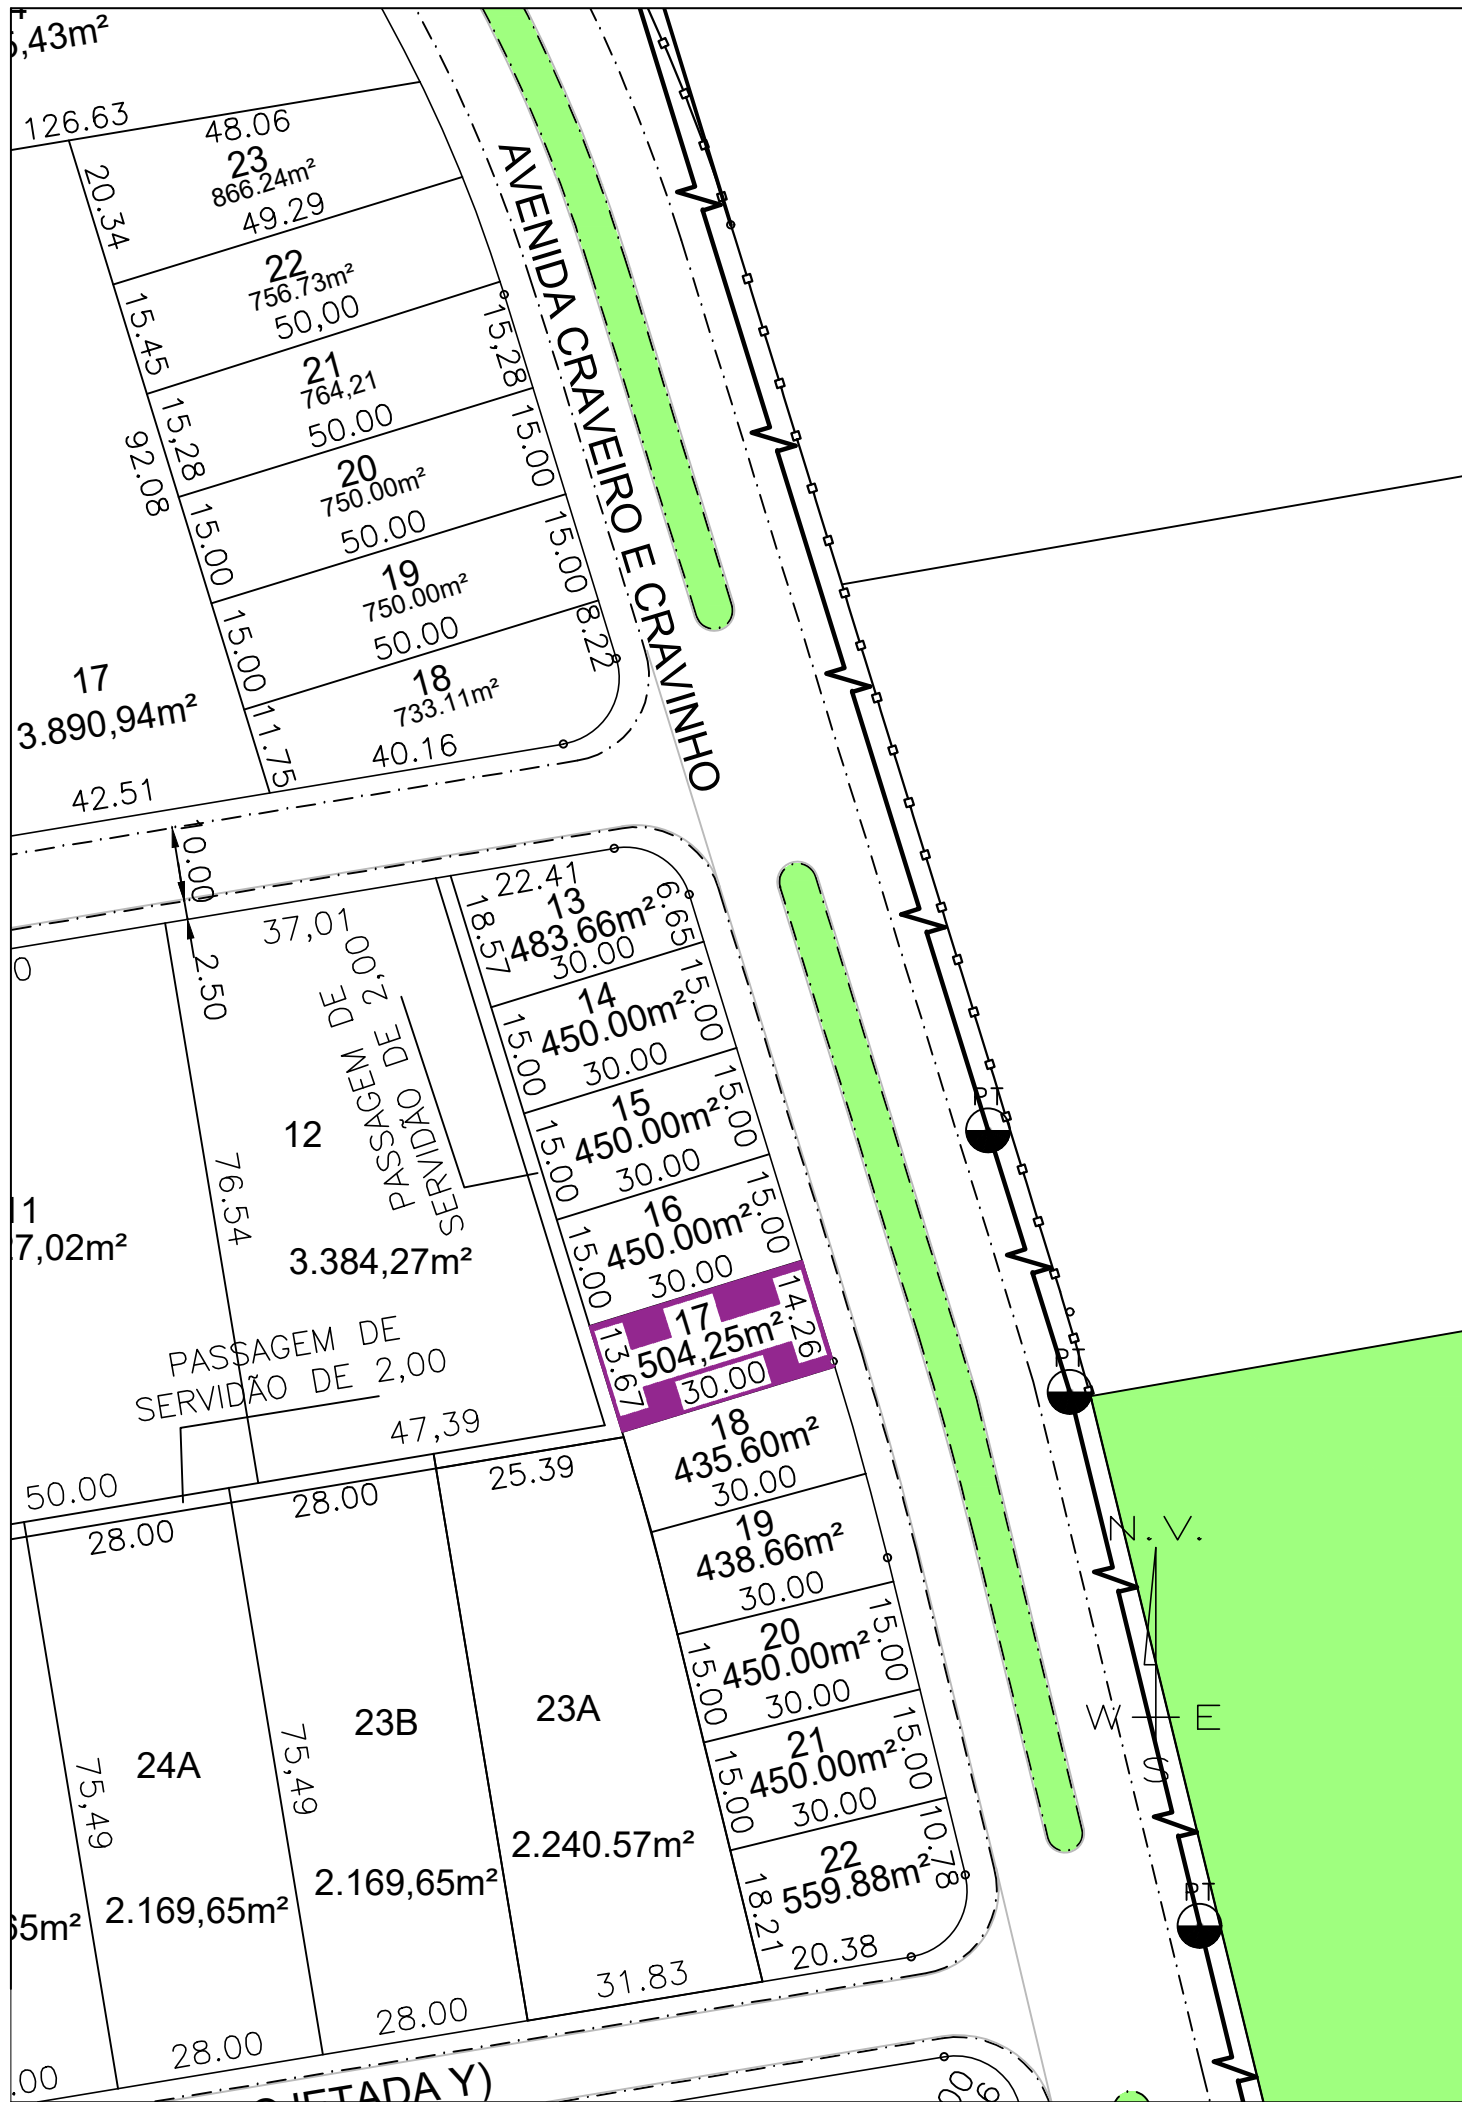 ,43m²
126.63
48.06
23
866.24m²
49.29
20.34
22
756.73m²
50,00
15.45
21
764,21
50.00
15,28
15,28
92.08
20
750.00m²
50.00
15.00
15.00
19
750.00m²
50.00
15.00
15.00
18
733.11m²
40.16
8.22
11.75
AVENIDA CRAVEIRO E CRAVINHO
17
3.890,94m²
42.51
10.00
2.50
37,01
22.41
13
483.66m²
30.00
18.57
6.65
14
450.00m²
30.00
15.00
15.00
15
450.00m²
30.00
15.00
15.00
16
450.00m²
30.00
15.00
15.00
17
504,25m²
30.00
13.67
14.26
18
435.60m²
30.00
19
438.66m²
30.00
20
450.00m²
30.00
15.00
15.00
21
450.00m²
30.00
15.00
15.00
22
559.88m²
18.21
10.78
20.38
PASSAGEM DE
SERVIDÃO DE 2,00
12
3.384,27m²
76.54
11
7,02m²
0
PASSAGEM DE
SERVIDÃO DE 2,00
47,39
50.00
28.00
28.00
25.39
24A
2.169,65m²
75,49
28.00
23B
2.169,65m²
75,49
28.00
23A
2.240.57m²
31.83
65m²
.00
JETADA Y)
PT
PT
PT
N.V.
W
E
S